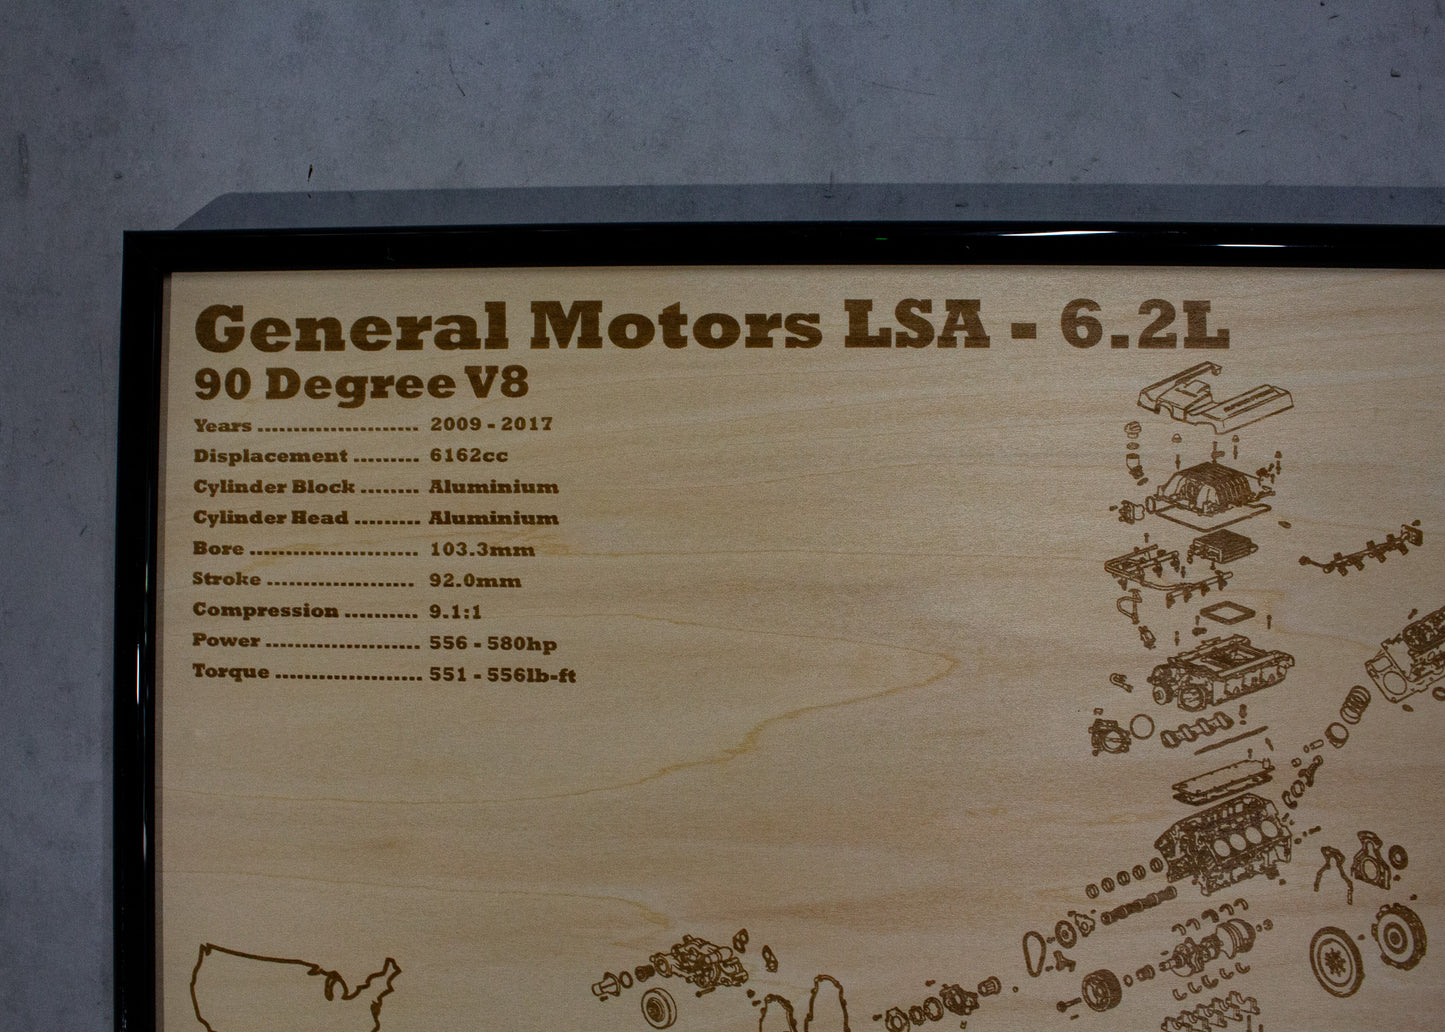 General Motors LSA - 6.2L
90 Degree V8
Years ....................... 2009 - 2017
Displacement ......... 6162cc
Cylinder Block ........ Aluminium
Cylinder Head ......... Aluminium
Bore ........................ 103.3mm
Stroke ..................... 92.0mm
Compression .......... 9.1:1
Power ...................... 556 - 580hp
Torque ..................... 551 - 556lb-ft